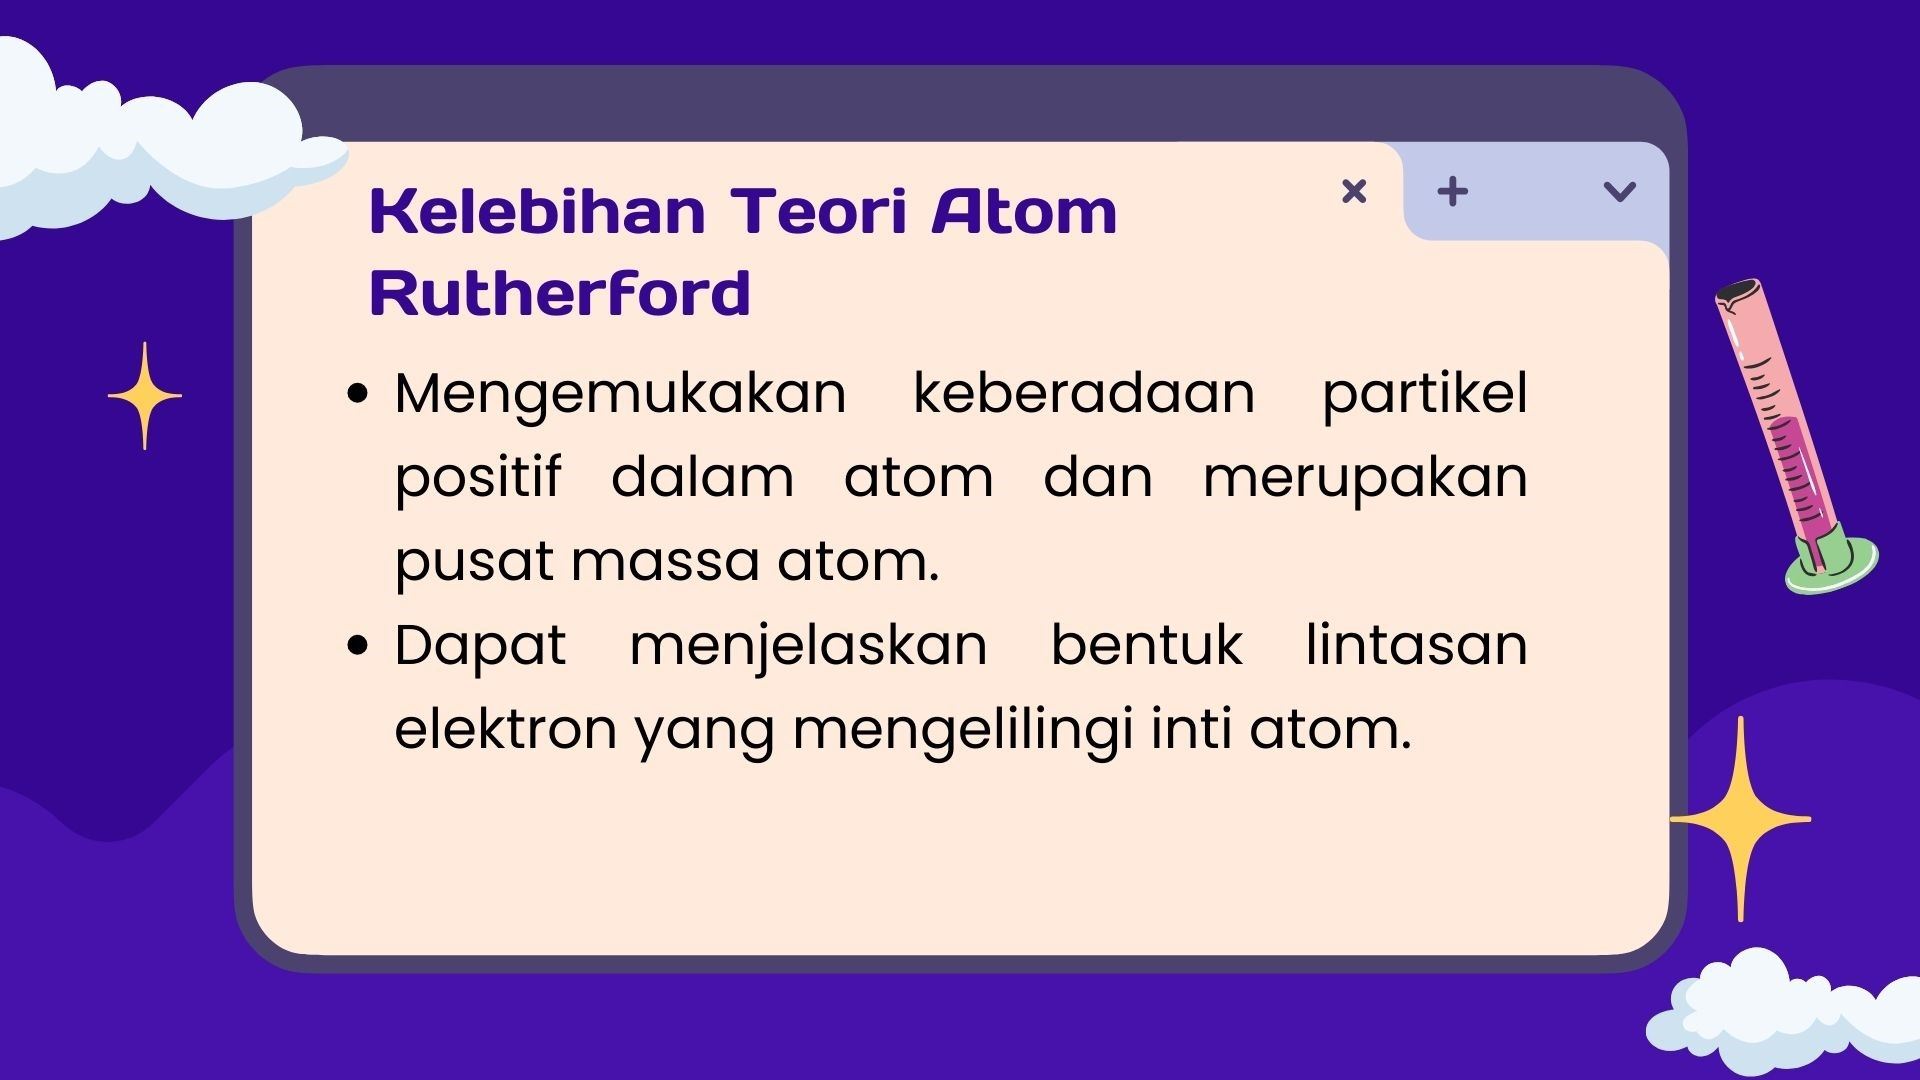 Kelebihan Teori Atom
Rutherford
• Mengemukakan keberadaan partikel
positif dalam atom dan merupakan
pusat massa atom.
• Dapat menjelaskan bentuk lintasan
elektron yang mengelilingi inti atom.